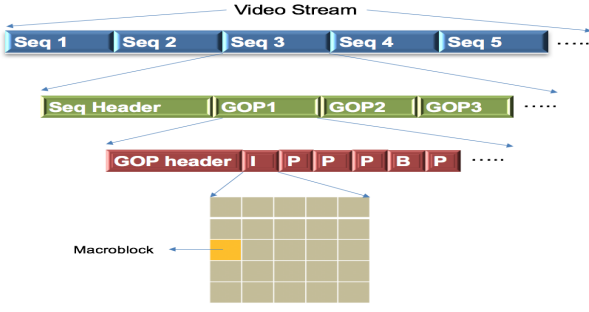 Video Stream
Seq 1 Seq 2 Seq 3 Seq 4 Seq 5 .....
Seq Header GOP1 GOP2 GOP3 .....
GOP header I P P P B P .....
Macroblock